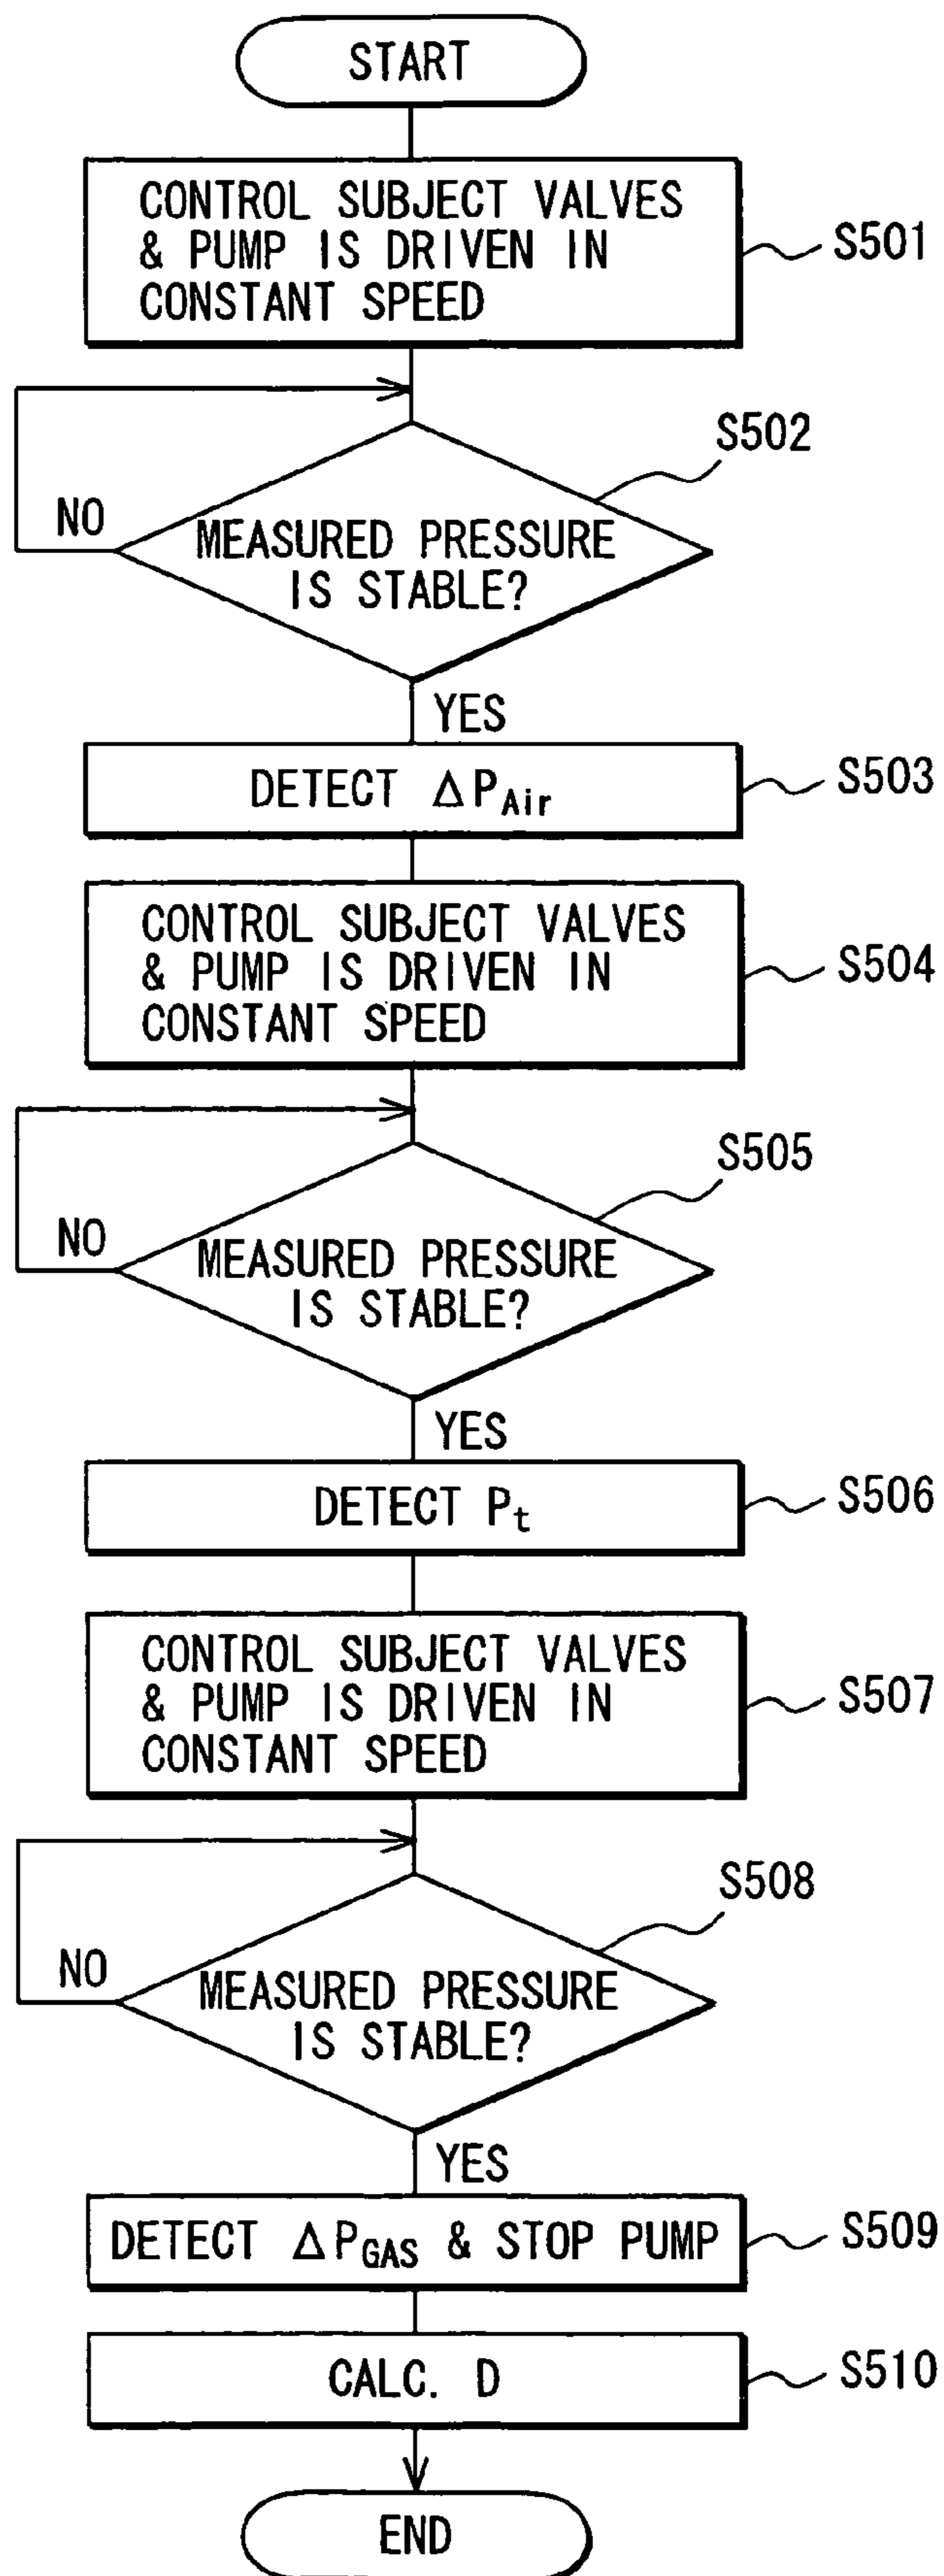 START
CONTROL SUBJECT VALVES
& PUMP IS DRIVEN IN
CONSTANT SPEED
S501
S502
NO
MEASURED PRESSURE
IS STABLE?
YES
DETECT ΔPAir
S503
CONTROL SUBJECT VALVES
& PUMP IS DRIVEN IN
CONSTANT SPEED
S504
S505
NO
MEASURED PRESSURE
IS STABLE?
YES
DETECT Pt
S506
CONTROL SUBJECT VALVES
& PUMP IS DRIVEN IN
CONSTANT SPEED
S507
S508
NO
MEASURED PRESSURE
IS STABLE?
YES
DETECT ΔPGAS & STOP PUMP
S509
CALC. D
S510
END